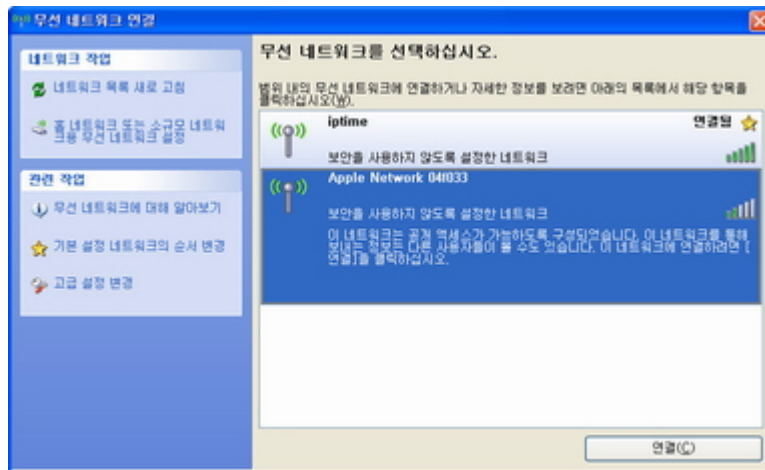 무선 네트워크 연결
네트워크 작업
네트워크 목록 새로 고침
홈 네트워크 또는 소규모 네트워
크용 무선 네트워크 설정
관련 작업
무선 네트워크에 대해 알아보기
기본 설정 네트워크의 순서 변경
고급 설정 변경
무선 네트워크를 선택하십시오.
범위 내의 무선 네트워크에 연결하거나 자세한 정보를 보려면 아래의 목록에서 해당 항목을
클릭하십시오(W).
iptime
연결됨
보안을 사용하지 않도록 설정한 네트워크
Apple Network 04f033
보안을 사용하지 않도록 설정한 네트워크
이 네트워크는 공개 액세스가 가능하도록 구성되었습니다. 이 네트워크를 통해
보내는 정보는 다른 사용자들이 볼 수도 있습니다. 이 네트워크에 연결하려면 [
연결]을 클릭하십시오.
연결(C)